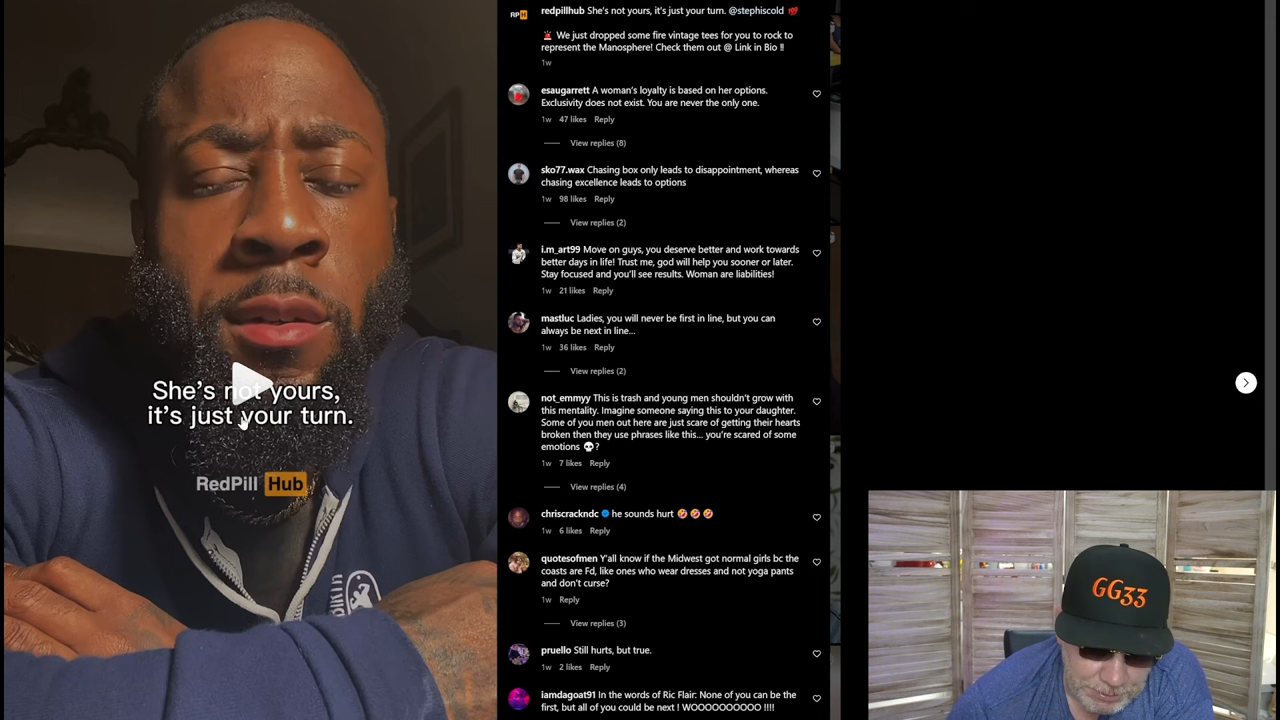 She's not yours,
it's just your turn.
RedPill Hub
RPH
redpillhub She's not yours, it's just your turn. @stephiscold 💯
🚨 We just dropped some fire vintage tees for you to rock to
represent the Manosphere! Check them out @ Link in Bio ‼
1w
esaugarrett A woman's loyalty is based on her options.
Exclusivity does not exist. You are never the only one.
1w 47 likes Reply
View replies (8)
sko77.wax Chasing box only leads to disappointment, whereas
chasing excellence leads to options
1w 98 likes Reply
View replies (2)
i.m_art99 Move on guys, you deserve better and work towards
better days in life! Trust me, god will help you sooner or later.
Stay focused and you'll see results. Woman are liabilities!
1w 21 likes Reply
mastluc Ladies, you will never be first in line, but you can
always be next in line...
1w 36 likes Reply
View replies (2)
not_emmyy This is trash and young men shouldn't grow with
this mentality. Imagine someone saying this to your daughter.
Some of you men out here are just scare of getting their hearts
broken then they use phrases like this... you're scared of some
emotions 💀?
1w 7 likes Reply
View replies (4)
chriscrackndc he sounds hurt 🤣🤣🤣
1w 6 likes Reply
quotesofmen Y'all know if the Midwest got normal girls bc the
coasts are Fd, like ones who wear dresses and not yoga pants
and don't curse?
1w Reply
View replies (3)
pruello Still hurts, but true.
1w 2 likes Reply
iamdagoat91 In the words of Ric Flair: None of you can be the
first, but all of you could be next ! WOOOOOOOOOO !!!!
GG33